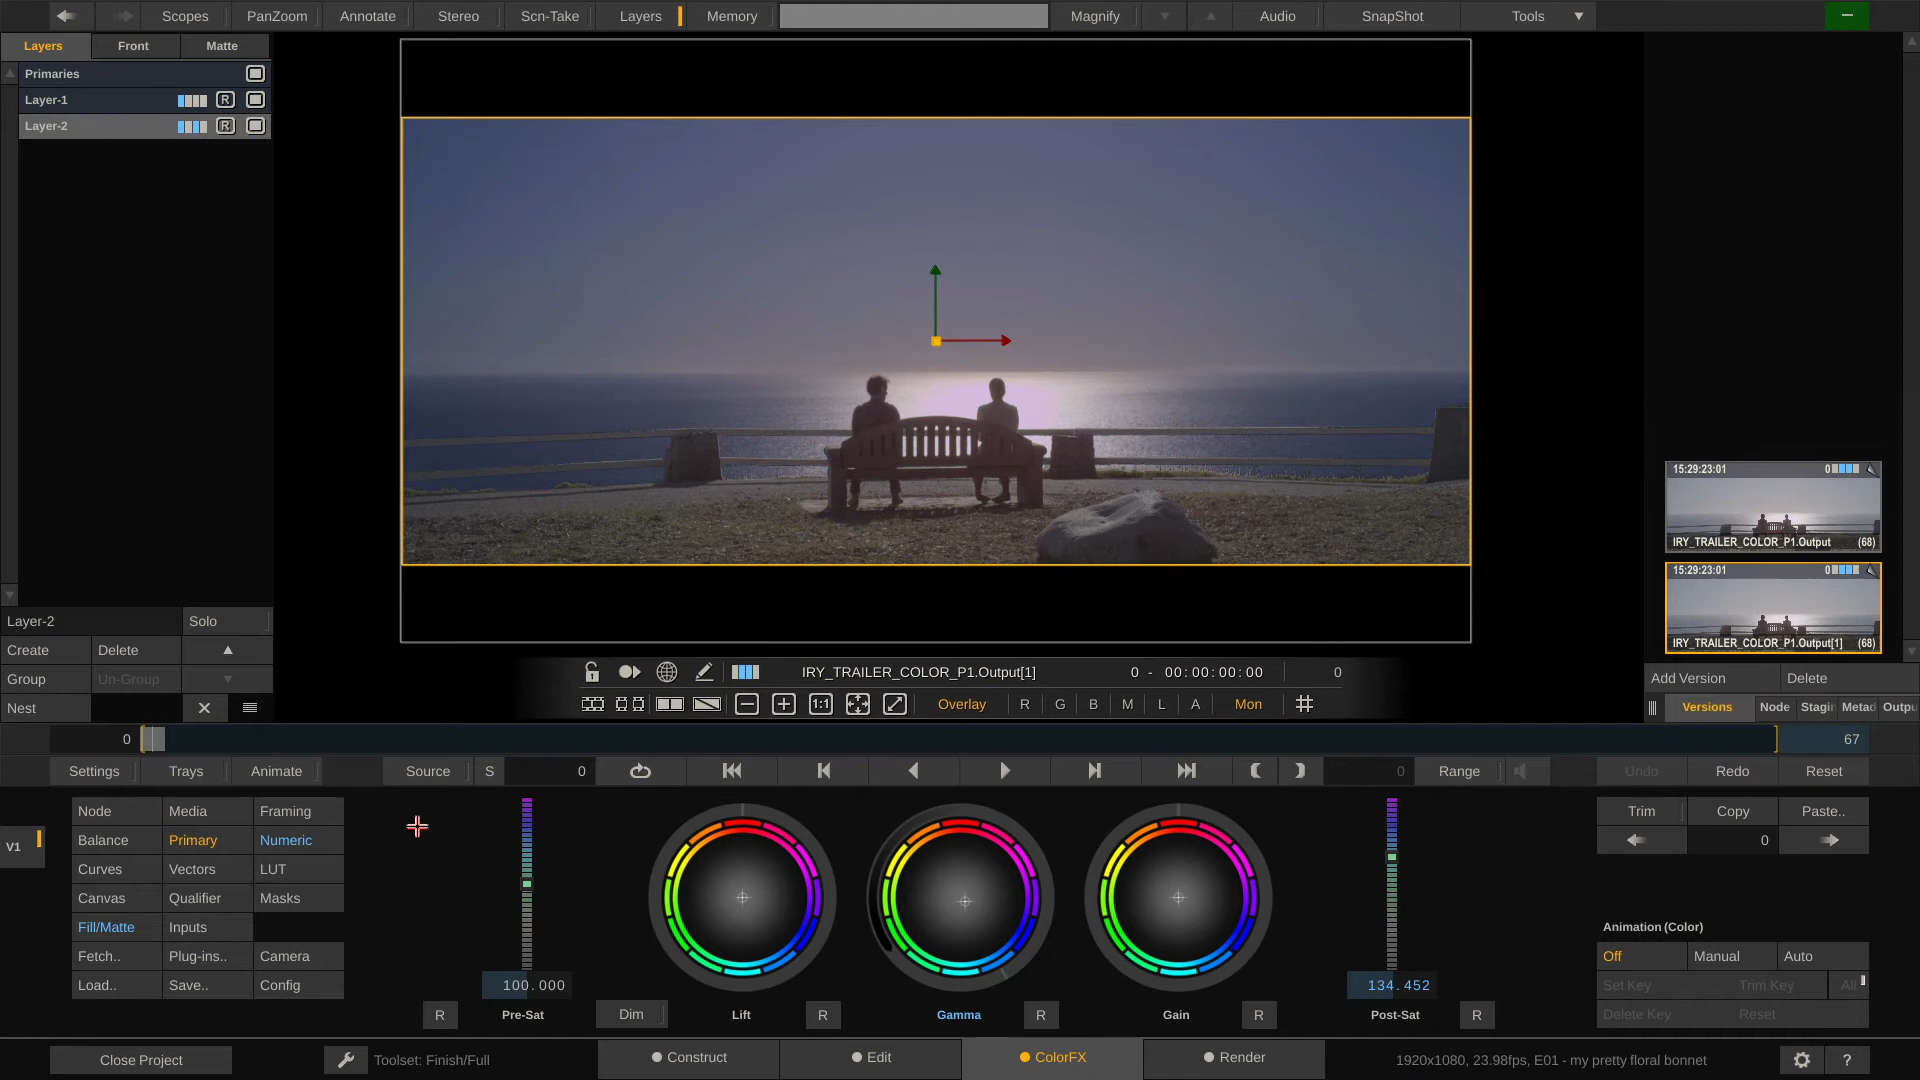 Scopes PanZoom Annotate Stereo Scn-Take Layers Memory Magnify Audio SnapShot Tools
Layers Front Matte
Primaries
Layer-1 R
Layer-2 R
15:29:23:01 0
IRY_TRAILER_COLOR_P1.Output (68)
15:29:23:01 0
IRY_TRAILER_COLOR_P1.Output[1] (68)
Layer-2 Solo
Create Delete
Group Un-Group
Nest
IRY_TRAILER_COLOR_P1.Output[1] 0 - 00:00:00:00 0
1:1 Overlay R G B M L A Mon
Add Version Delete
Versions Node Stagi Metad Outpu
0 67
Settings Trays Animate Source S 0 0 Range Undo Redo Reset
V1
Node Media Framing
Balance Primary Numeric
Curves Vectors LUT
Canvas Qualifier Masks
Fill/Matte Inputs
Fetch.. Plug-ins.. Camera
Load.. Save.. Config
100.000 134.452
R Pre-Sat Dim Lift R Gamma R Gain R Post-Sat R
Trim Copy Paste..
0
Animation (Color)
Off Manual Auto
Set Key Trim Key All
Delete Key Reset
Close Project Toolset: Finish/Full Construct Edit ColorFX Render 1920x1080, 23.98fps, E01 - my pretty floral bonnet ?